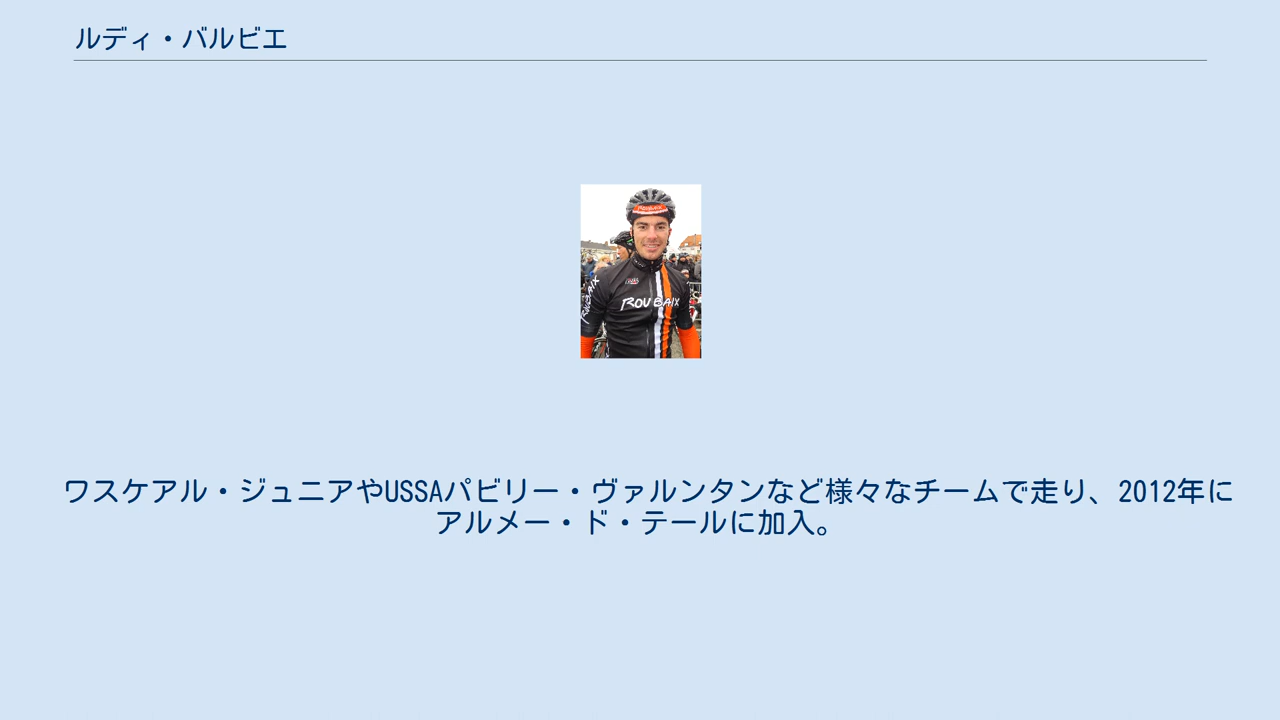 ルディ・バルビエ
ROUBAIX
ワスケアル・ジュニアやUSSAパビリー・ヴァルンタンなど様々なチームで走り、2012年に
アルメー・ド・テールに加入。